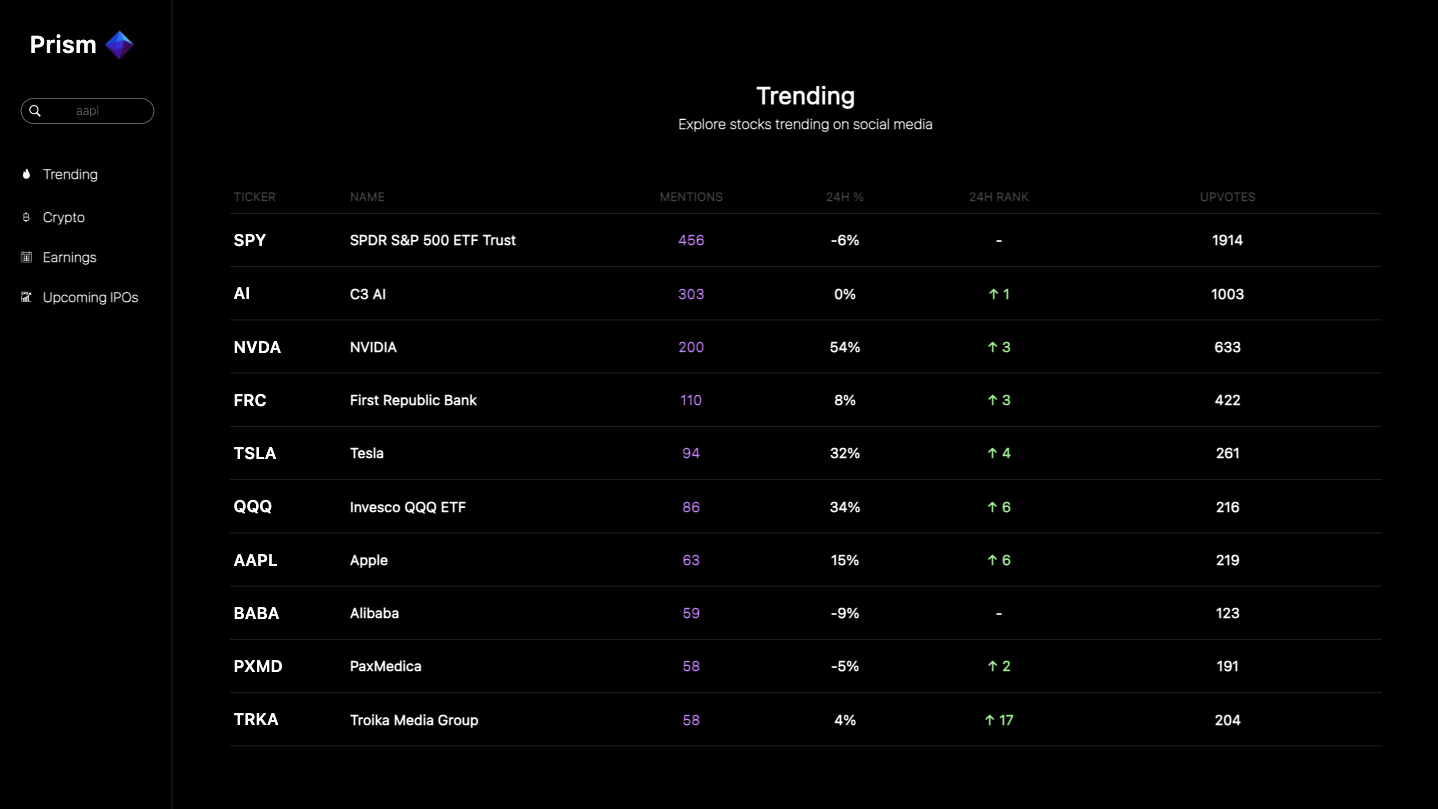 Prism
aapl
Trending
Crypto
Earnings
Upcoming IPOs
Trending
Explore stocks trending on social media
TICKER NAME MENTIONS 24H % 24H RANK UPVOTES
SPY SPDR S&P 500 ETF Trust 456 -6% - 1914
AI C3 AI 303 0% ↑ 1 1003
NVDA NVIDIA 200 54% ↑ 3 633
FRC First Republic Bank 110 8% ↑ 3 422
TSLA Tesla 94 32% ↑ 4 261
QQQ Invesco QQQ ETF 86 34% ↑ 6 216
AAPL Apple 63 15% ↑ 6 219
BABA Alibaba 59 -9% - 123
PXMD PaxMedica 58 -5% ↑ 2 191
TRKA Troika Media Group 58 4% ↑ 17 204